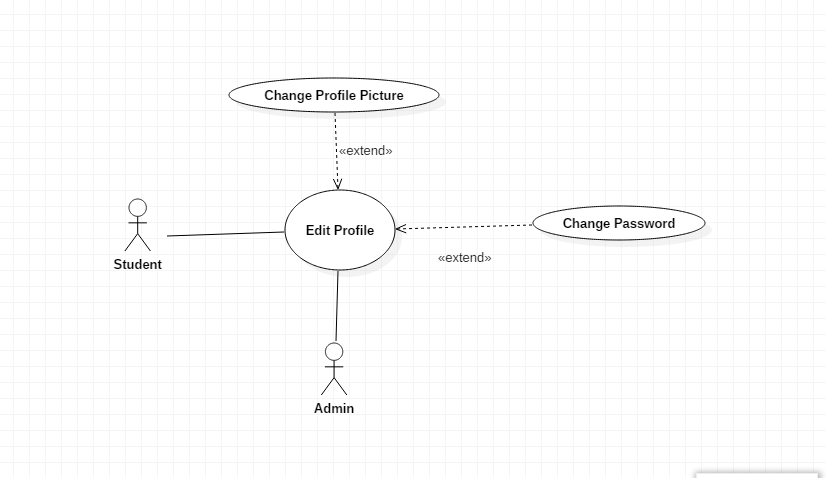 Change Profile Picture
«extend»
Edit Profile
Change Password
«extend»
Student
Admin